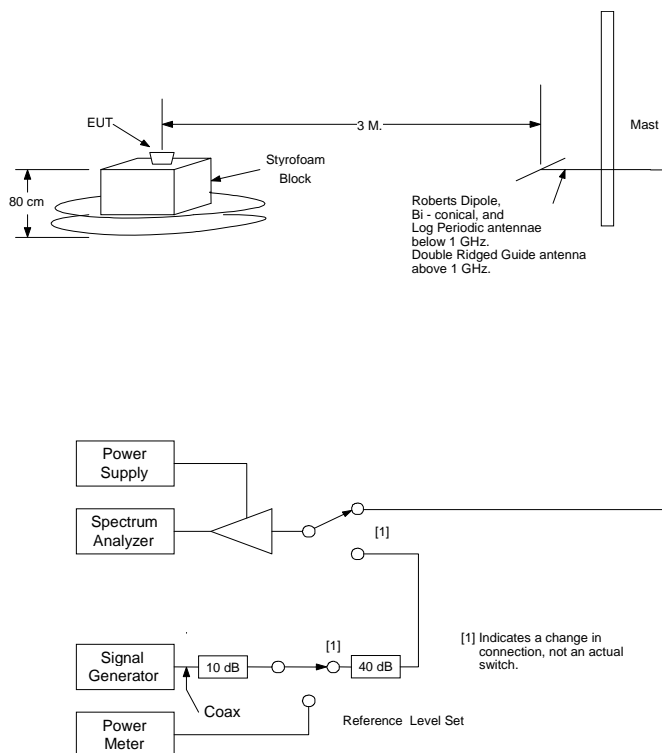 EUT
3 M.
Mast
Styrofoam
Block
80 cm
Roberts Dipole,
Bi - conical, and
Log Periodic antennae
below 1 GHz.
Double Ridged Guide antenna
above 1 GHz.
Power
Supply
Spectrum
Analyzer
[1]
Signal
Generator
10 dB
[1]
40 dB
[1] Indicates a change in
connection, not an actual
switch.
Coax
Power
Meter
Reference Level Set